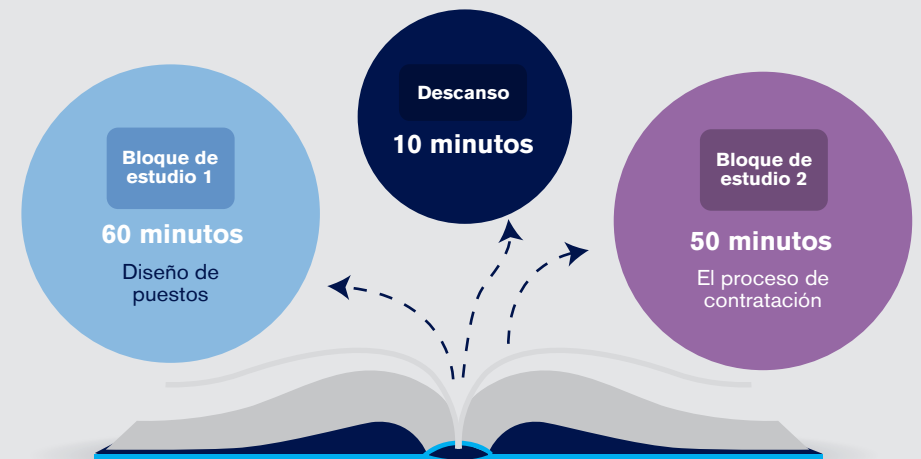 Bloque de
estudio 1
60 minutos
Diseño de
puestos
Descanso
10 minutos
Bloque de
estudio 2
50 minutos
El proceso de
contratación